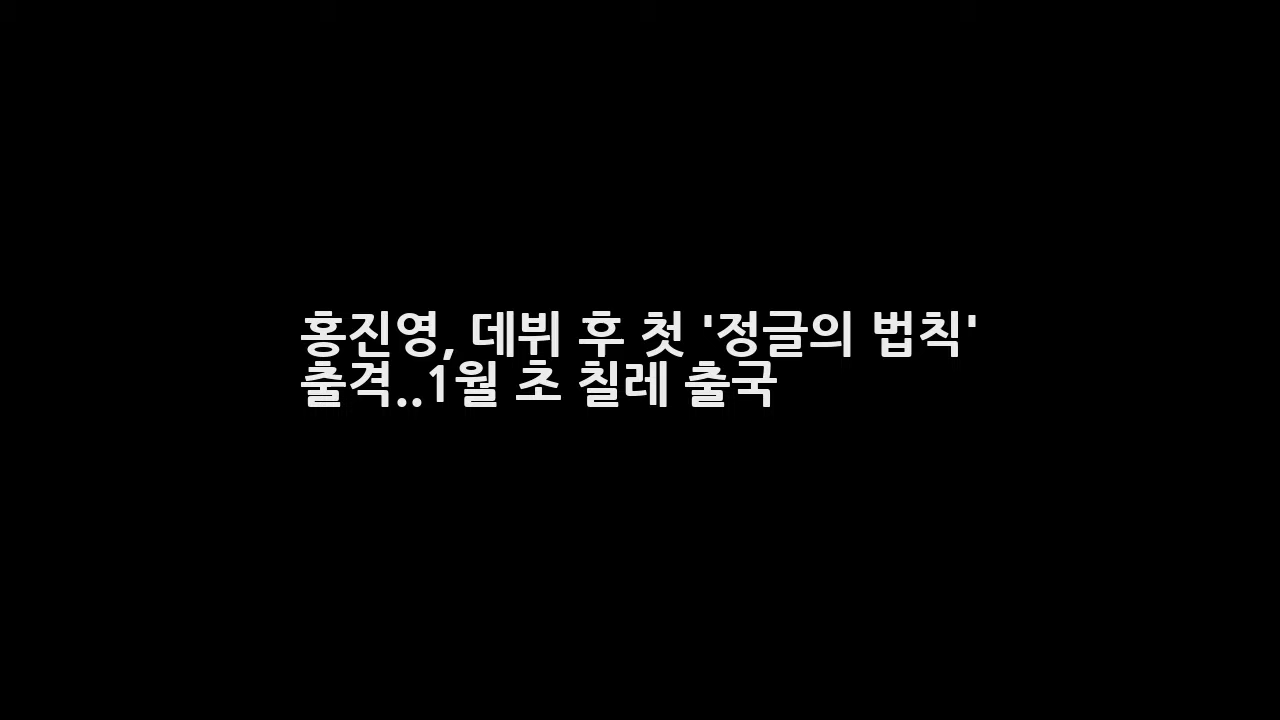 홍진영, 데뷔 후 첫 '정글의 법칙'
출격..1월 초 칠레 출국